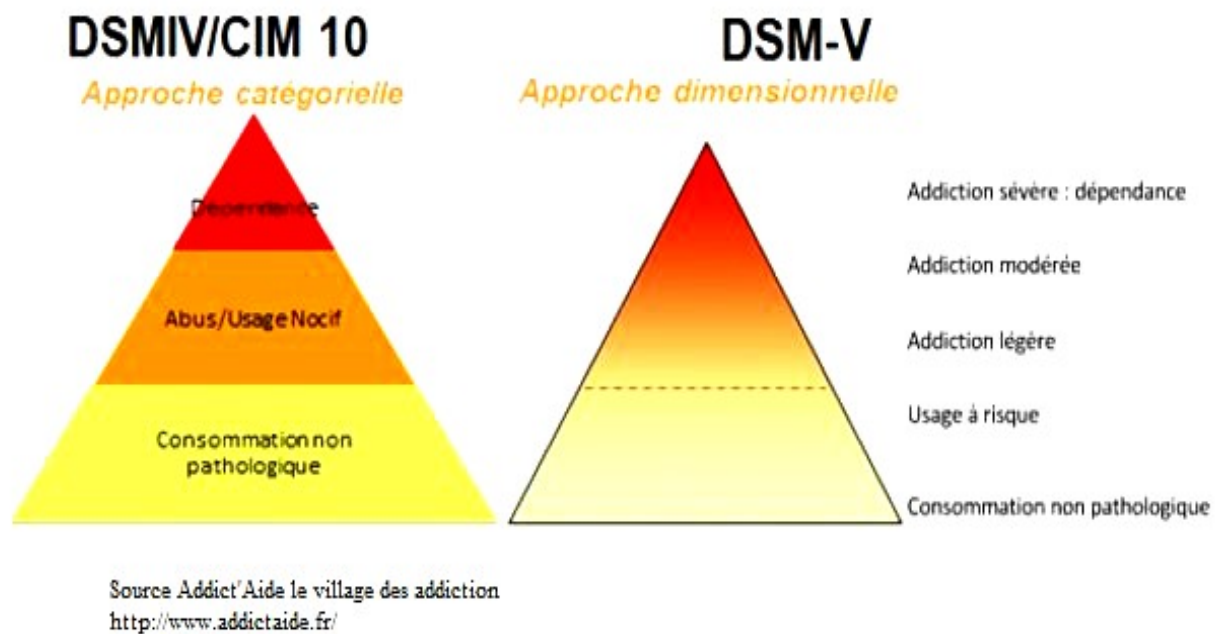 DSMIV/CIM 10
Approche catégorielle
Dépendance
Abus/Usage Nocif
Consommation non
pathologique
DSM-V
Approche dimensionnelle
Addiction sévère : dépendance
Addiction modérée
Addiction légère
Usage à risque
Consommation non pathologique
Source Addict'Aide le village des addiction
http://www.addictaide.fr/